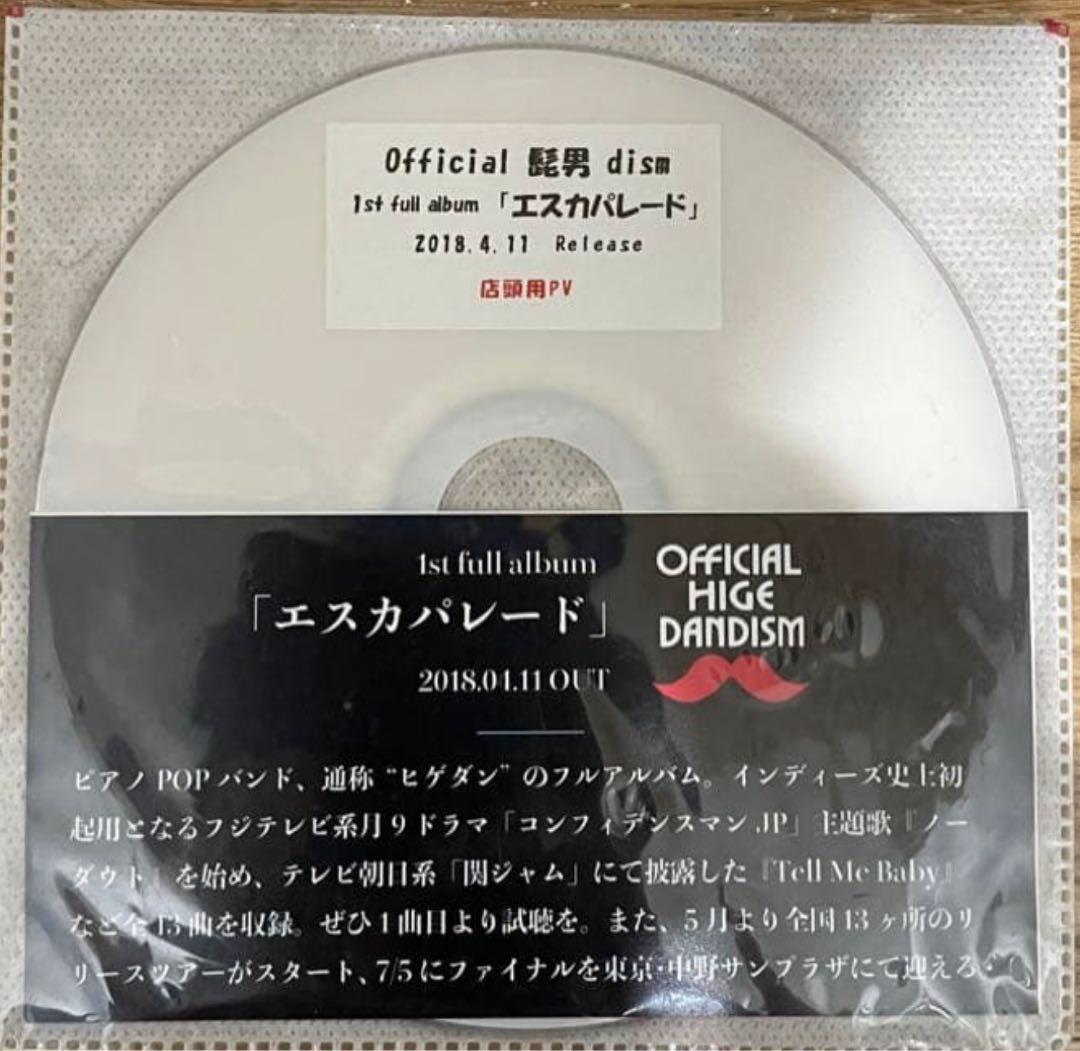 Official 髭男 dism
1st full album 「エスカパレード」
2018.4.11 Release
店頭用PV
1st full album
「エスカパレード」
2018.04.11 OUT
OFFICIAL
HIGE
DANDISM
ピアノ POP バンド、通称 “ヒゲダン” のフルアルバム。インディーズ史上初
起用となるフジテレビ系月 9 ドラマ「コンフィデンスマン JP」主題歌『ノー
ダウト』を始め、テレビ朝日系「関ジャム」にて披露した『Tell Me Baby』
など全 13 曲を収録。ぜひ 1 曲目より試聴を。また、5 月より全国 13 ヶ所のリ
リースツアーがスタート、7/5 にファイナルを東京・中野サンプラザにて迎える。